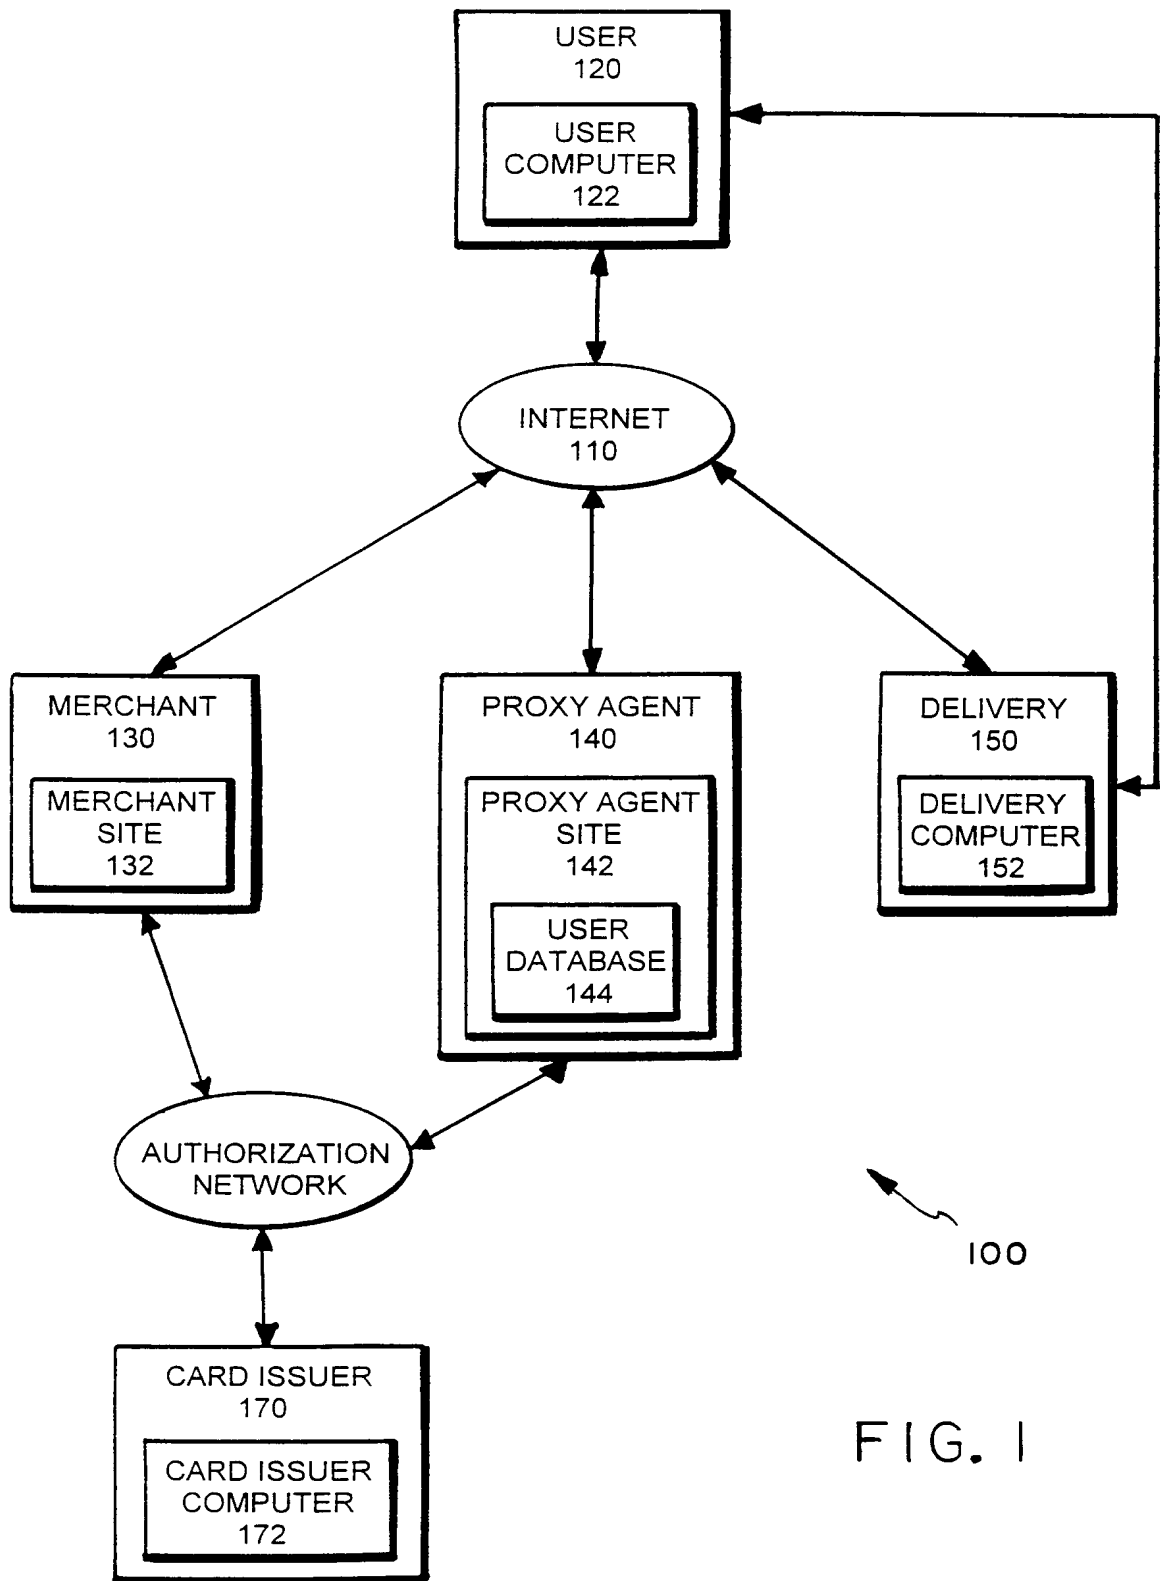 USER
120
USER
COMPUTER
122
INTERNET
110
MERCHANT
130
MERCHANT
SITE
132
PROXY AGENT
140
PROXY AGENT
SITE
142
USER
DATABASE
144
DELIVERY
150
DELIVERY
COMPUTER
152
AUTHORIZATION
NETWORK
100
CARD ISSUER
170
CARD ISSUER
COMPUTER
172
FIG. 1